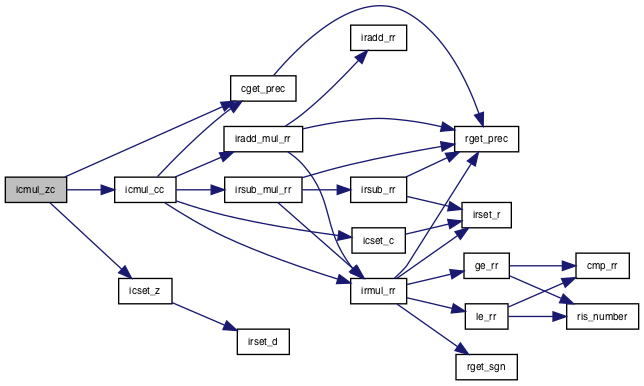 iradd_rr
cget_prec
iradd_mul_rr
rget_prec
icmul_zc
icmul_cc
irsub_mul_rr
irsub_rr
irset_r
icset_c
ge_rr
cmp_rr
icset_z
irmul_rr
le_rr
ris_number
irset_d
rget_sgn